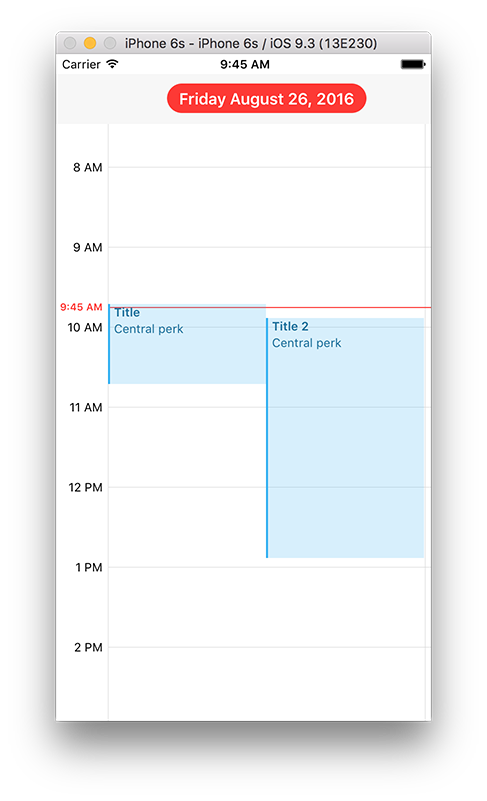 iPhone 6s - iPhone 6s / iOS 9.3 (13E230)
Carrier 9:45 AM
Friday August 26, 2016
8 AM
9 AM
9:45 AM
Title
10 AM Central perk
Title 2
Central perk
11 AM
12 PM
1 PM
2 PM